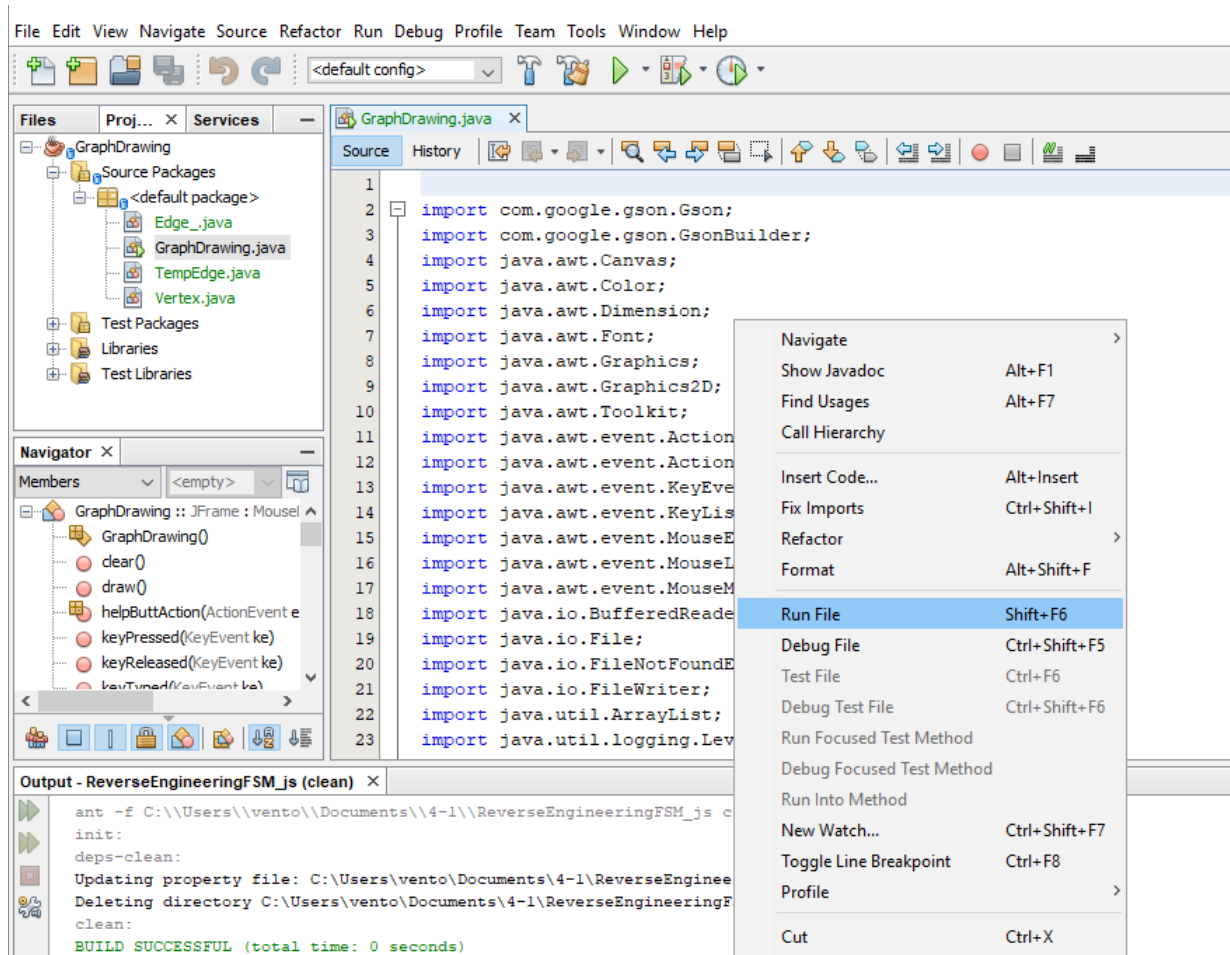 File Edit View Navigate Source Refactor Run Debug Profile Team Tools Window Help
<default config>
Files Proj... Services
GraphDrawing
Source Packages
<default package>
Edge_.java
GraphDrawing.java
TempEdge.java
Vertex.java
Test Packages
Libraries
Test Libraries
Navigator
Members <empty>
GraphDrawing :: JFrame : Mousel
GraphDrawing()
clear()
draw()
helpButtAction(ActionEvent e
keyPressed(KeyEvent ke)
keyReleased(KeyEvent ke)
keyTyped(KeyEvent ke)
GraphDrawing.java
Source History
1
2 import com.google.gson.Gson;
3 import com.google.gson.GsonBuilder;
4 import java.awt.Canvas;
5 import java.awt.Color;
6 import java.awt.Dimension;
7 import java.awt.Font;
8 import java.awt.Graphics;
9 import java.awt.Graphics2D;
10 import java.awt.Toolkit;
11 import java.awt.event.Action
12 import java.awt.event.Action
13 import java.awt.event.KeyEve
14 import java.awt.event.KeyLis
15 import java.awt.event.MouseE
16 import java.awt.event.MouseL
17 import java.awt.event.MouseM
18 import java.io.BufferedReade
19 import java.io.File;
20 import java.io.FileNotFoundE
21 import java.io.FileWriter;
22 import java.util.ArrayList;
23 import java.util.logging.Lev
Navigate
Show Javadoc Alt+F1
Find Usages Alt+F7
Call Hierarchy
Insert Code... Alt+Insert
Fix Imports Ctrl+Shift+I
Refactor
Format Alt+Shift+F
Run File Shift+F6
Debug File Ctrl+Shift+F5
Test File Ctrl+F6
Debug Test File Ctrl+Shift+F6
Run Focused Test Method
Debug Focused Test Method
Run Into Method
New Watch... Ctrl+Shift+F7
Toggle Line Breakpoint Ctrl+F8
Profile
Cut Ctrl+X
Output - ReverseEngineeringFSM_js (clean)
ant -f C:\\Users\\vento\\Documents\\4-1\\ReverseEngineeringFSM_js c
init:
deps-clean:
Updating property file: C:\Users\vento\Documents\4-1\ReverseEnginee
Deleting directory C:\Users\vento\Documents\4-1\ReverseEngineeringF
clean:
BUILD SUCCESSFUL (total time: 0 seconds)